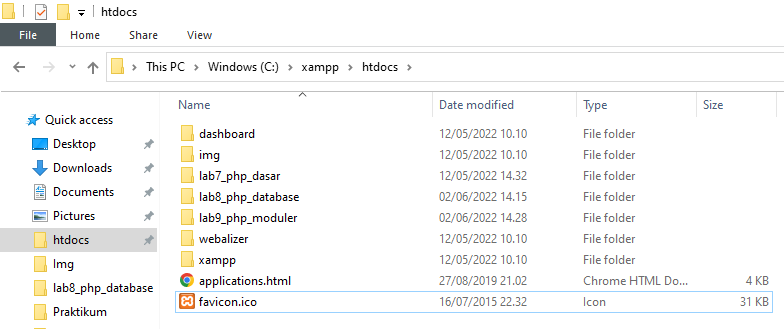 htdocs
File Home Share View
This PC Windows (C:) xampp htdocs
Name Date modified Type Size
Quick access
Desktop
Downloads
Documents
Pictures
htdocs
Img
lab8_php_database
Praktikum
dashboard 12/05/2022 10.10 File folder
img 12/05/2022 10.10 File folder
lab7_php_dasar 12/05/2022 14.32 File folder
lab8_php_database 02/06/2022 14.15 File folder
lab9_php_moduler 02/06/2022 14.28 File folder
webalizer 12/05/2022 10.10 File folder
xampp 12/05/2022 10.10 File folder
applications.html 27/08/2019 21.02 Chrome HTML Do... 4 KB
favicon.ico 16/07/2015 22.32 Icon 31 KB